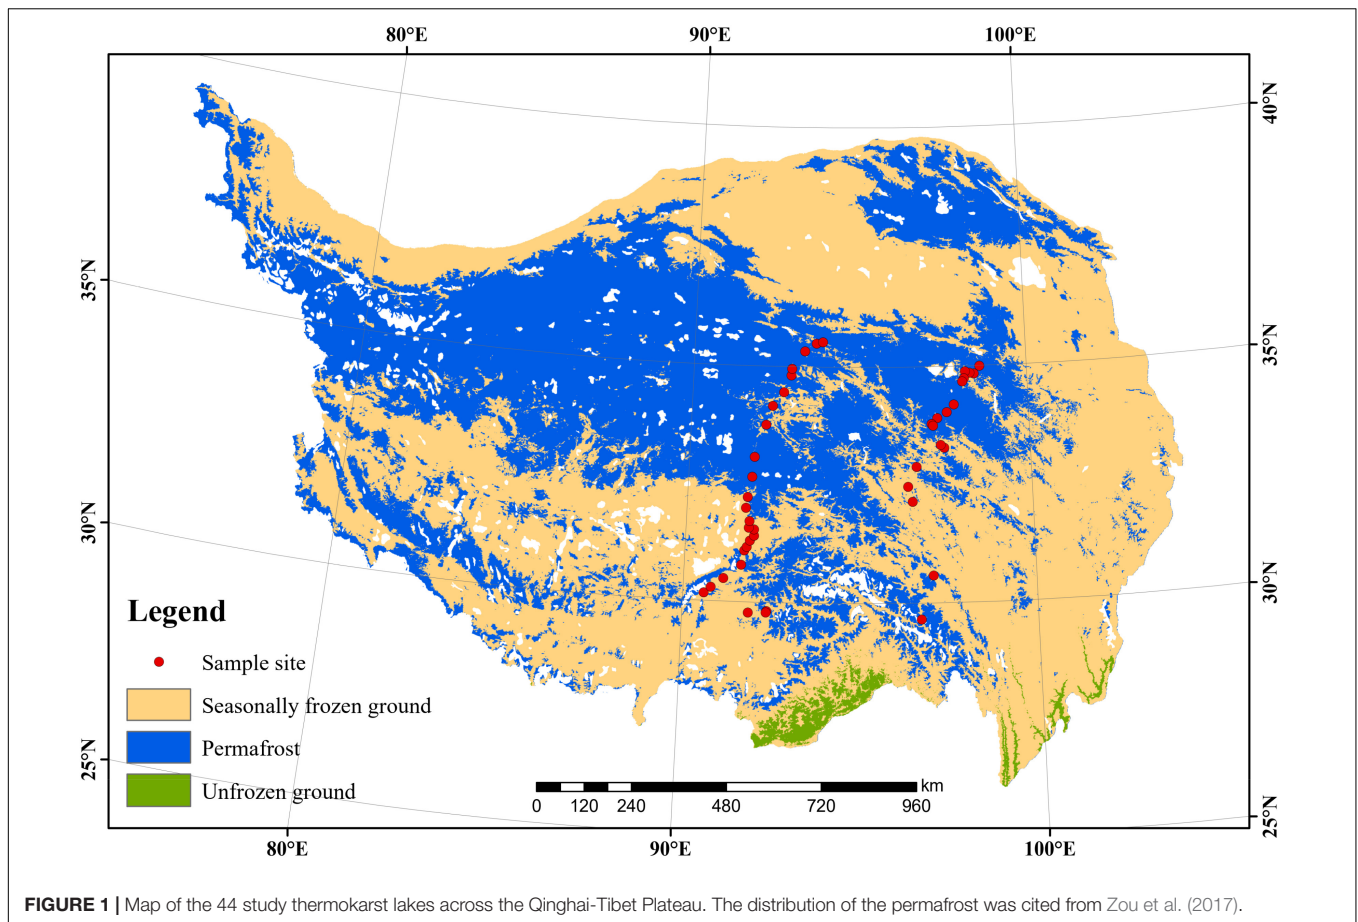 80°E 90°E 100°E
40°N
35°N
35°N
30°N
30°N
25°N
25°N
Legend
Sample site
Seasonally frozen ground
Permafrost
Unfrozen ground
km
0 120 240 480 720 960
80°E 90°E 100°E
FIGURE 1 | Map of the 44 study thermokarst lakes across the Qinghai-Tibet Plateau. The distribution of the permafrost was cited from Zou et al. (2017).